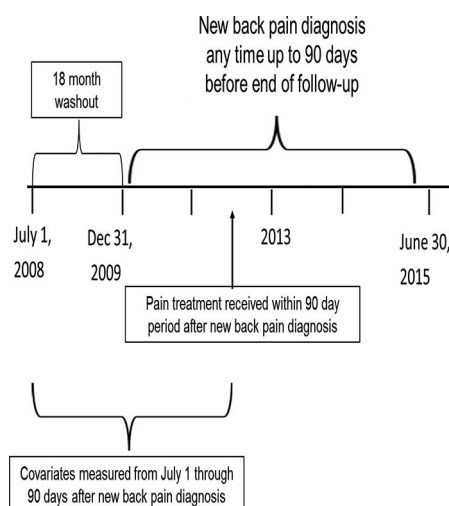 New back pain diagnosis
any time up to 90 days
before end of follow-up
18 month
washout
July 1,
2008
Dec 31,
2009
2013
June 30,
2015
Pain treatment received within 90 day
period after new back pain diagnosis
Covariates measured from July 1 through
90 days after new back pain diagnosis